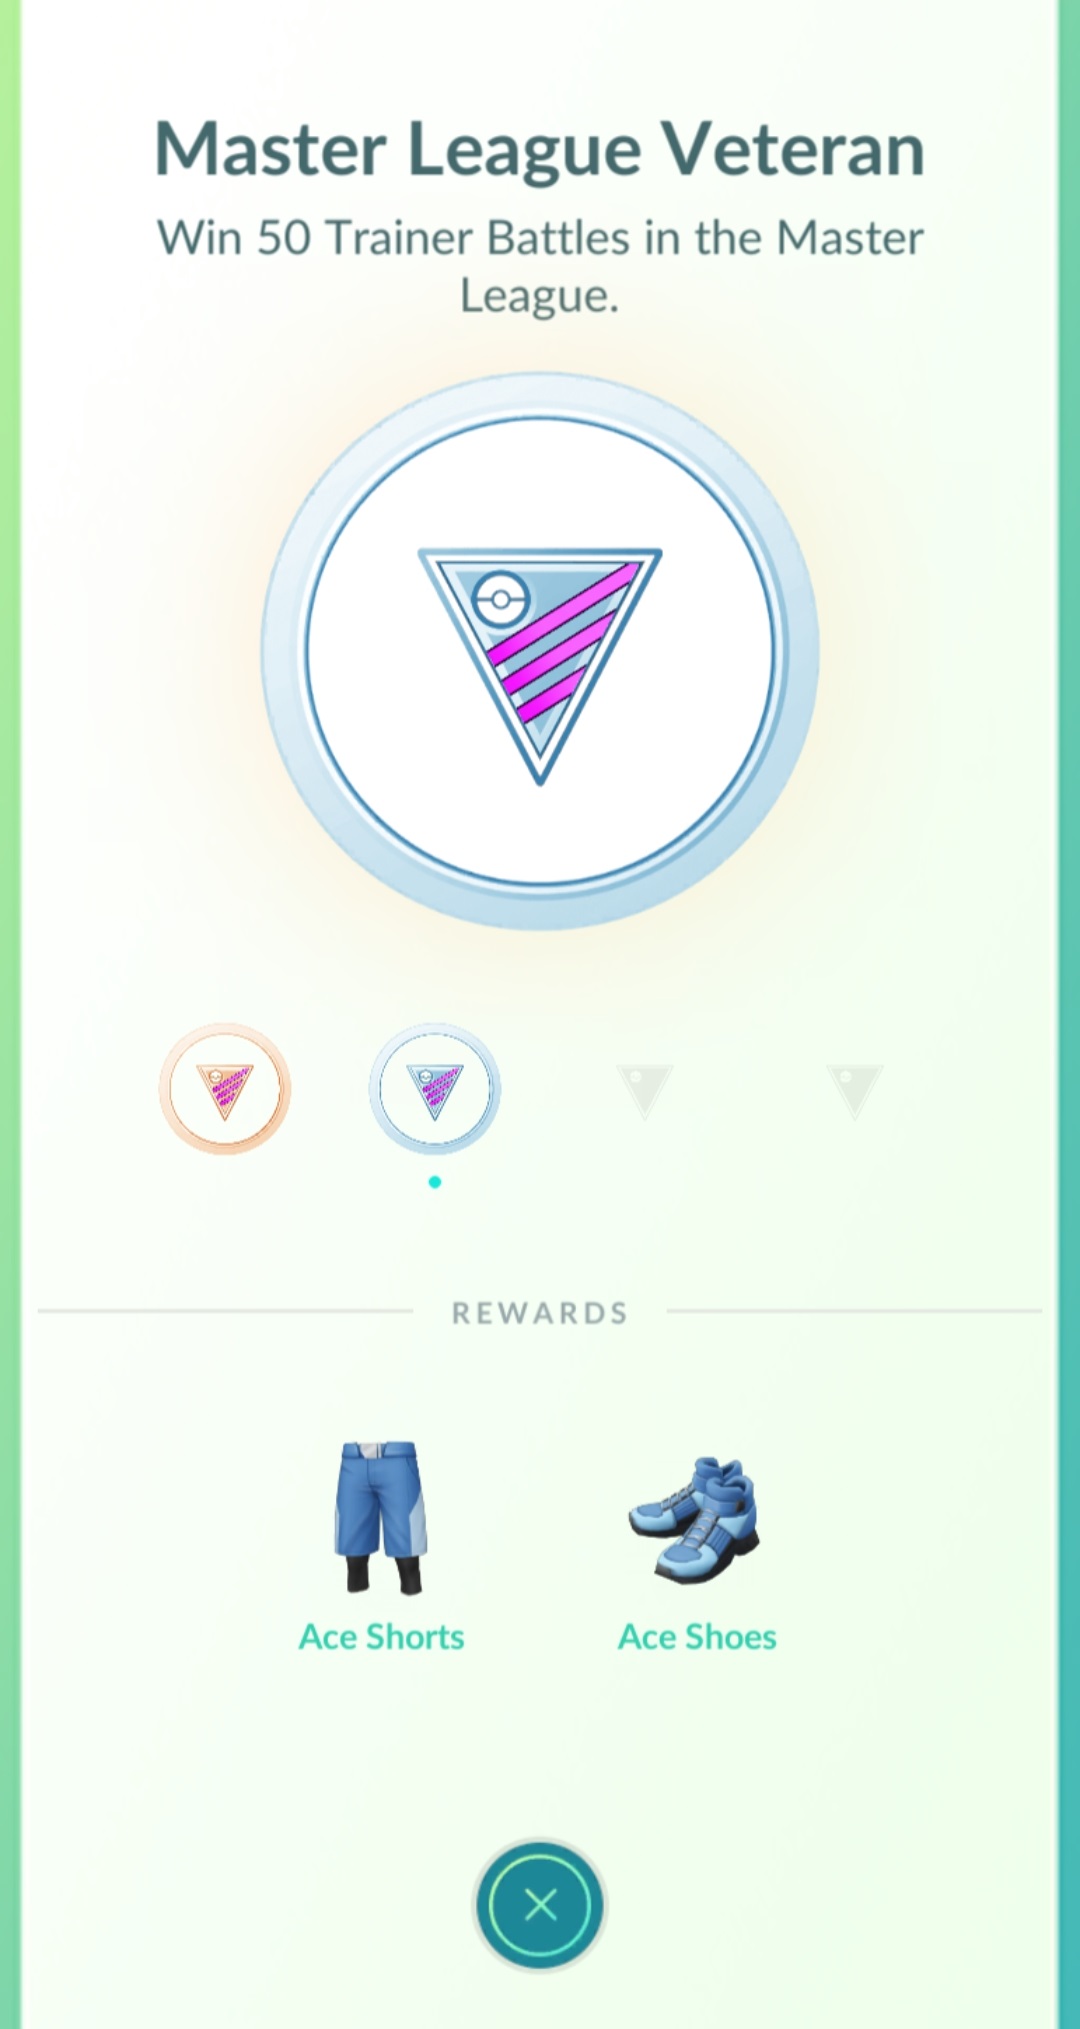 Master League Veteran
Win 50 Trainer Battles in the Master
League.
REWARDS
Ace Shorts
Ace Shoes